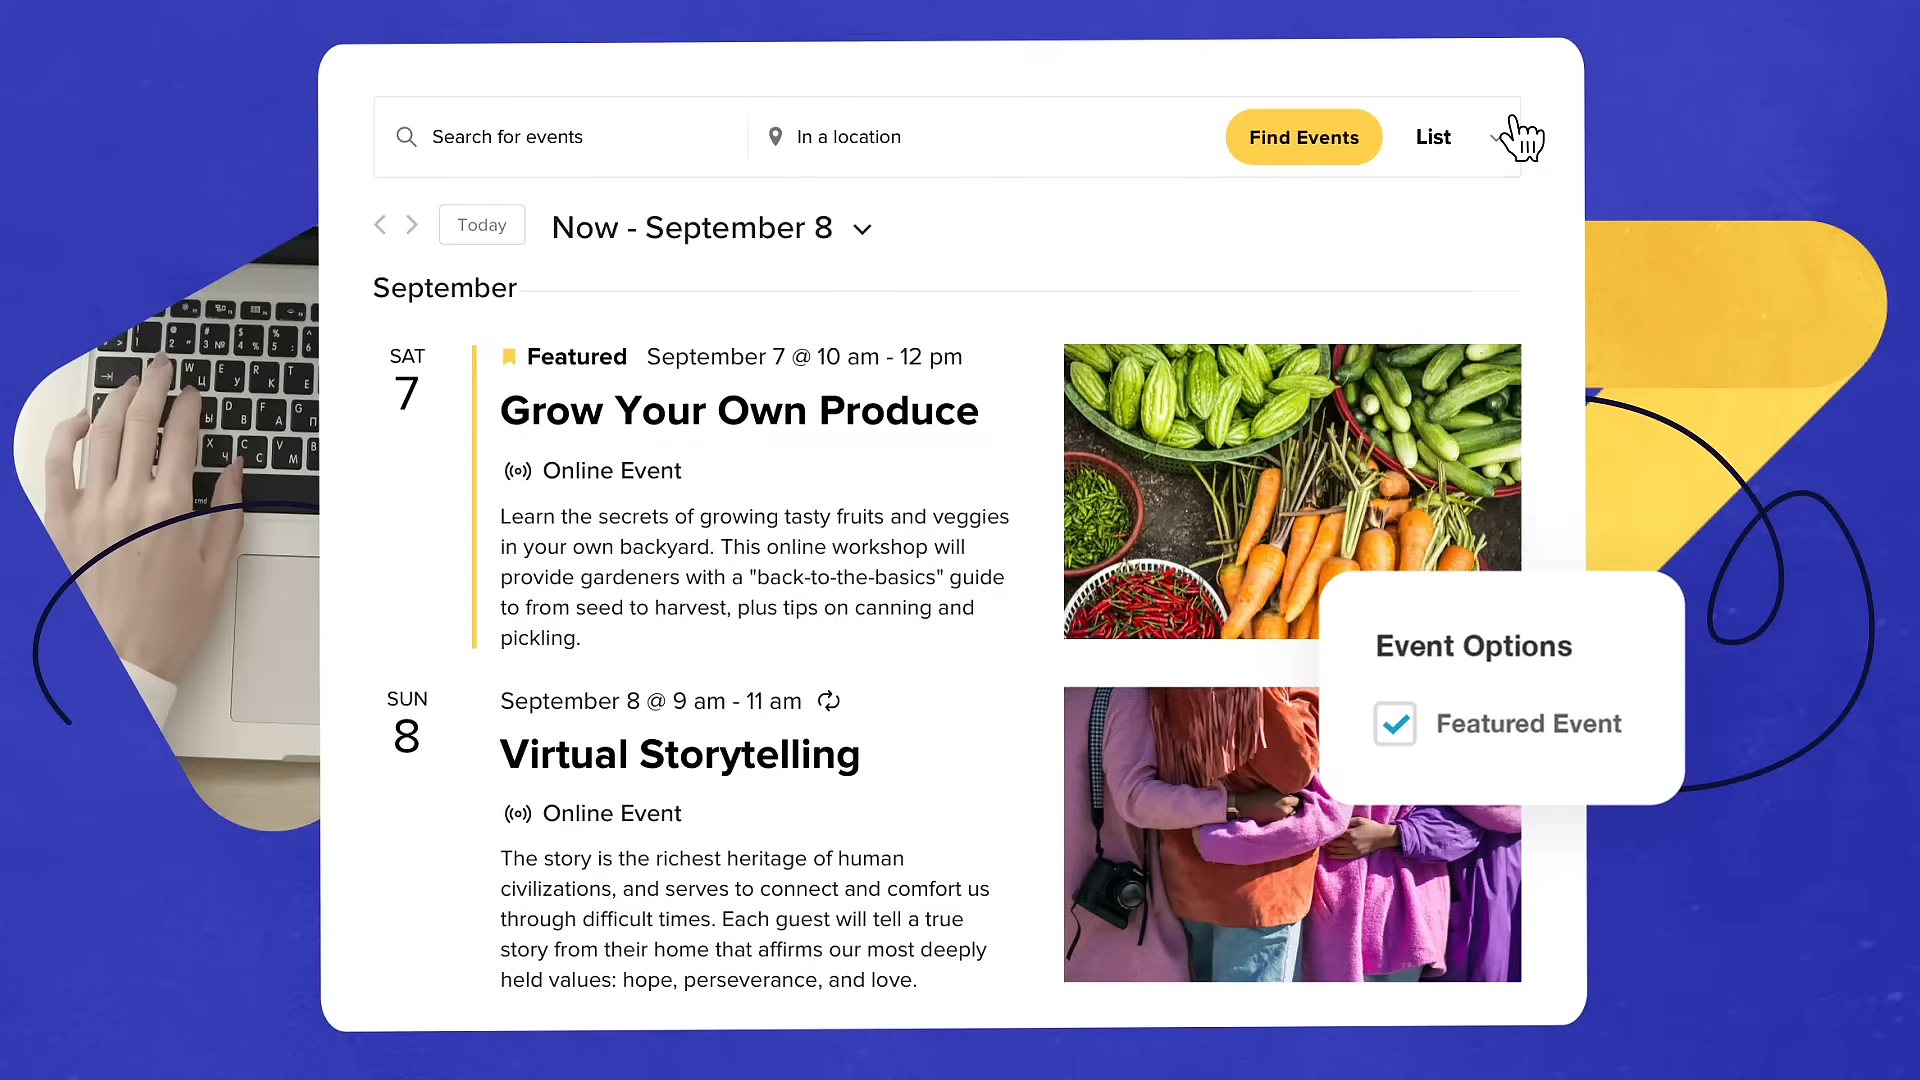 Search for events
In a location
Find Events
List
Today
Now - September 8
September
SAT
7
Featured September 7 @ 10 am - 12 pm
Grow Your Own Produce
Online Event
Learn the secrets of growing tasty fruits and veggies
in your own backyard. This online workshop will
provide gardeners with a "back-to-the-basics" guide
to from seed to harvest, plus tips on canning and
pickling.
SUN
8
September 8 @ 9 am - 11 am
Virtual Storytelling
Online Event
The story is the richest heritage of human
civilizations, and serves to connect and comfort us
through difficult times. Each guest will tell a true
story from their home that affirms our most deeply
held values: hope, perseverance, and love.
Event Options
Featured Event
cmd